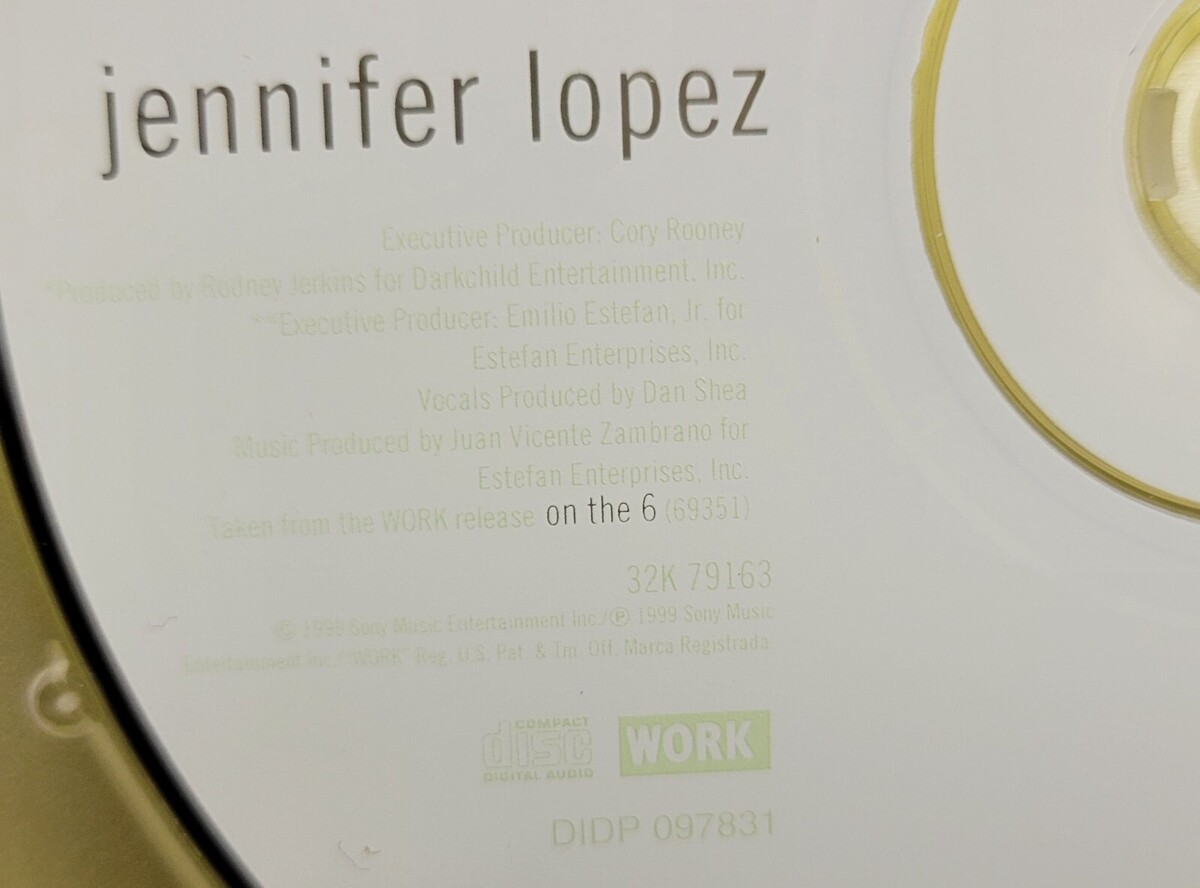 jennifer lopez
Executive Producer: Cory Rooney
*Produced by Rodney Jerkins for Darkchild Entertainment, Inc.
**Executive Producer: Emilio Estefan, Jr. for
Estefan Enterprises, Inc.
Vocals Produced by Dan Shea
Music Produced by Juan Vicente Zambrano for
Estefan Enterprises, Inc.
Taken from the WORK release on the 6 (69351)
32K 79163
© 1999 Sony Music Entertainment Inc./℗ 1999 Sony Music
Entertainment Inc./"WORK" Reg. U.S. Pat. & Tm. Off. Marca Registrada.
COMPACT
disc
DIGITAL AUDIO
WORK
DIDP 097831